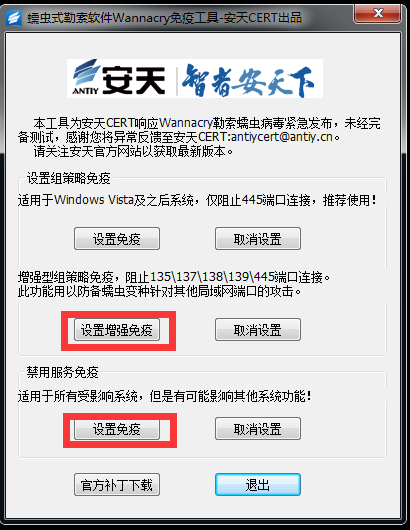 蠕虫式勒索软件Wannacry免疫工具-安天CERT出品
ANTIY 安天 智者安天下
本工具为安天CERT响应Wannacry勒索蠕虫病毒紧急发布，未经完
备测试，感谢您将异常反馈至安天CERT:antiycert@antiy.cn。
请关注安天官方网站以获取最新版本。
设置组策略免疫
适用于Windows Vista及之后系统，仅阻止445端口连接，推荐使用！
设置免疫 取消设置
增强型组策略免疫，阻止135\137\138\139\445端口连接。
此功能用以防备蠕虫变种针对其他局域网端口的攻击。
设置增强免疫 取消设置
禁用服务免疫
适用于所有受影响系统，但是有可能影响其他系统功能！
设置免疫 取消设置
官方补丁下载 退出